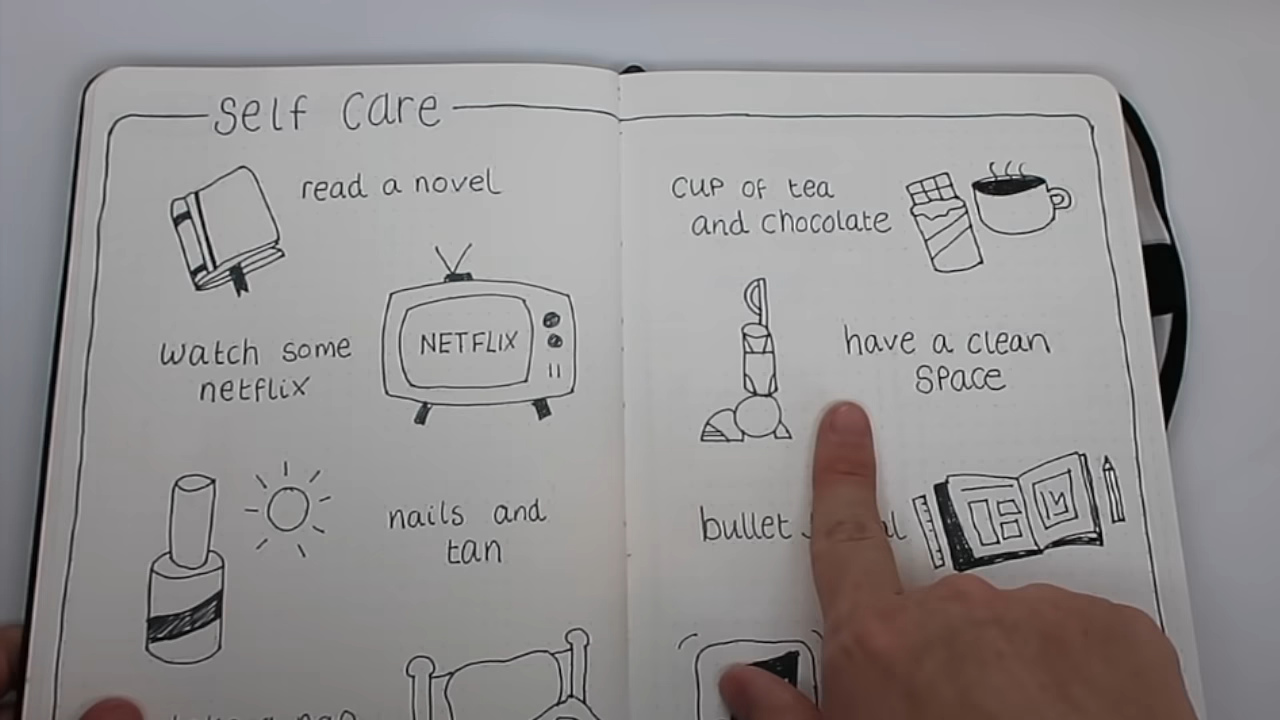 self care
read a novel
watch some
netflix
NETFLIX
nails and
tan
cup of tea
and chocolate
have a clean
space
bullet